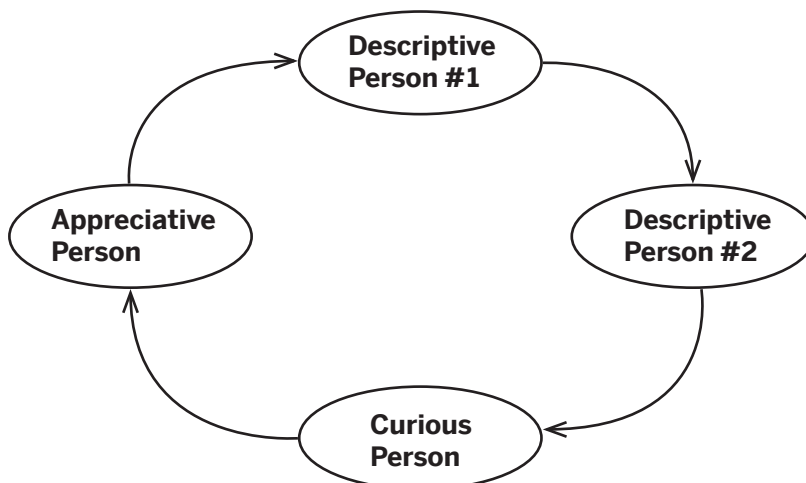 Descriptive
Person #1
Descriptive
Person #2
Curious
Person
Appreciative
Person